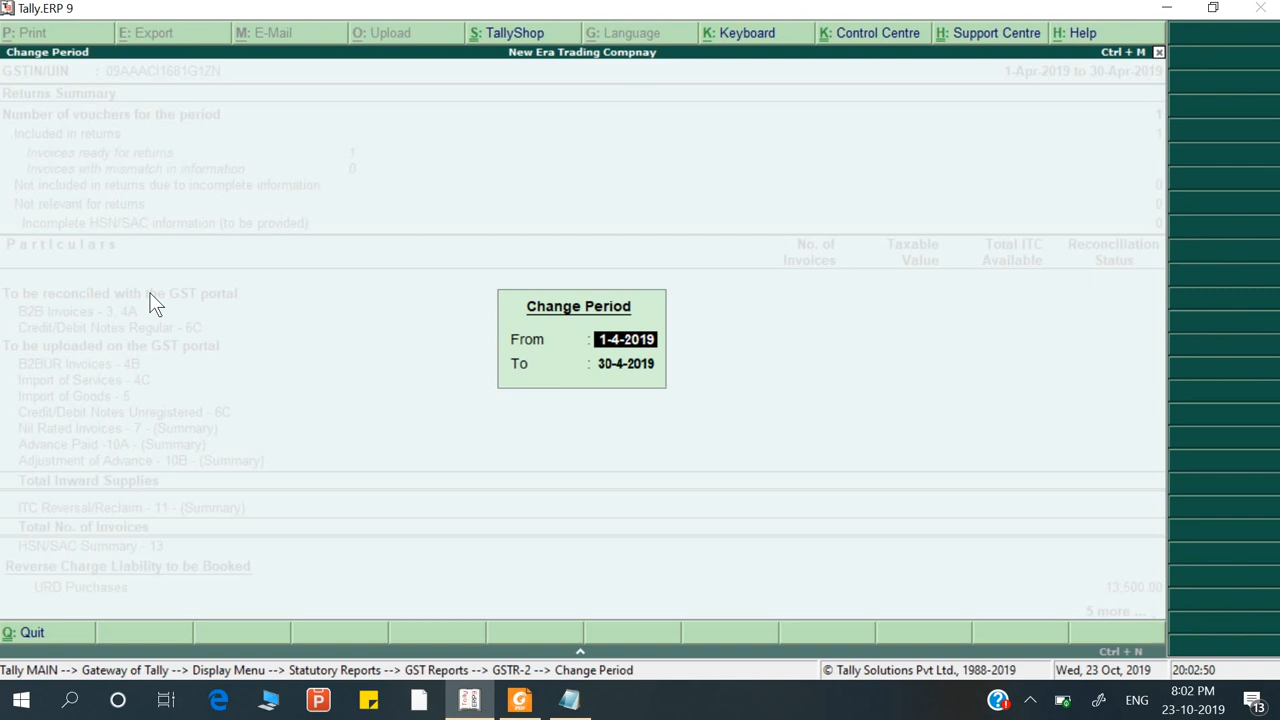 Tally.ERP 9
P: Print E: Export M: E-Mail O: Upload S: TallyShop G: Language K: Keyboard K: Control Centre H: Support Centre H: Help
Change Period New Era Trading Compnay Ctrl + M
GSTIN/UIN : 09AAACI1681G1ZN 1-Apr-2019 to 30-Apr-2019
Returns Summary
Number of vouchers for the period 1
Included in returns 1
Invoices ready for returns 1
Invoices with mismatch in information 0
Not included in returns due to incomplete information 0
Not relevant for returns 0
Incomplete HSN/SAC information (to be provided) 0
Particulars No. of Taxable Total ITC Reconciliation
Invoices Value Available Status
To be reconciled with the GST portal
B2B Invoices - 3, 4A
Credit/Debit Notes Regular - 6C
To be uploaded on the GST portal
B2BUR Invoices - 4B
Import of Services - 4C
Import of Goods - 5
Credit/Debit Notes Unregistered - 6C
Nil Rated Invoices - 7 - (Summary)
Advance Paid -10A - (Summary)
Adjustment of Advance - 10B - (Summary)
Total Inward Supplies
ITC Reversal/Reclaim - 11 - (Summary)
Total No. of Invoices
HSN/SAC Summary - 13
Reverse Charge Liability to be Booked
URD Purchases 13,500.00
5 more ...
Change Period
From : 1-4-2019
To : 30-4-2019
Q: Quit
Ctrl + N
Tally MAIN --> Gateway of Tally --> Display Menu --> Statutory Reports --> GST Reports --> GSTR-2 --> Change Period © Tally Solutions Pvt Ltd., 1988-2019 Wed, 23 Oct, 2019 20:02:50
ENG 8:02 PM
23-10-2019 13